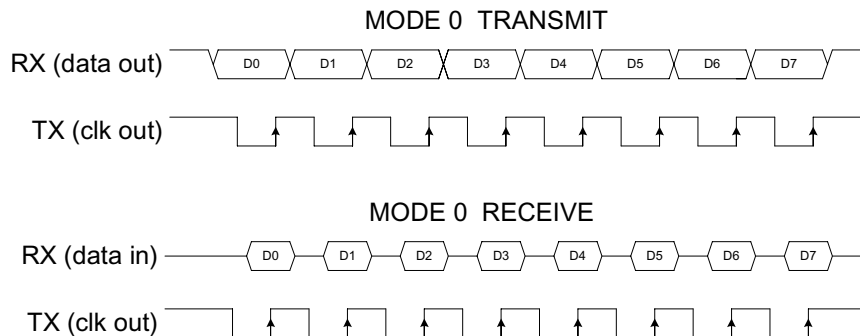 MODE 0 TRANSMIT
RX (data out) D0 D1 D2 D3 D4 D5 D6 D7
TX (clk out)
MODE 0 RECEIVE
RX (data in) D0 D1 D2 D3 D4 D5 D6 D7
TX (clk out)